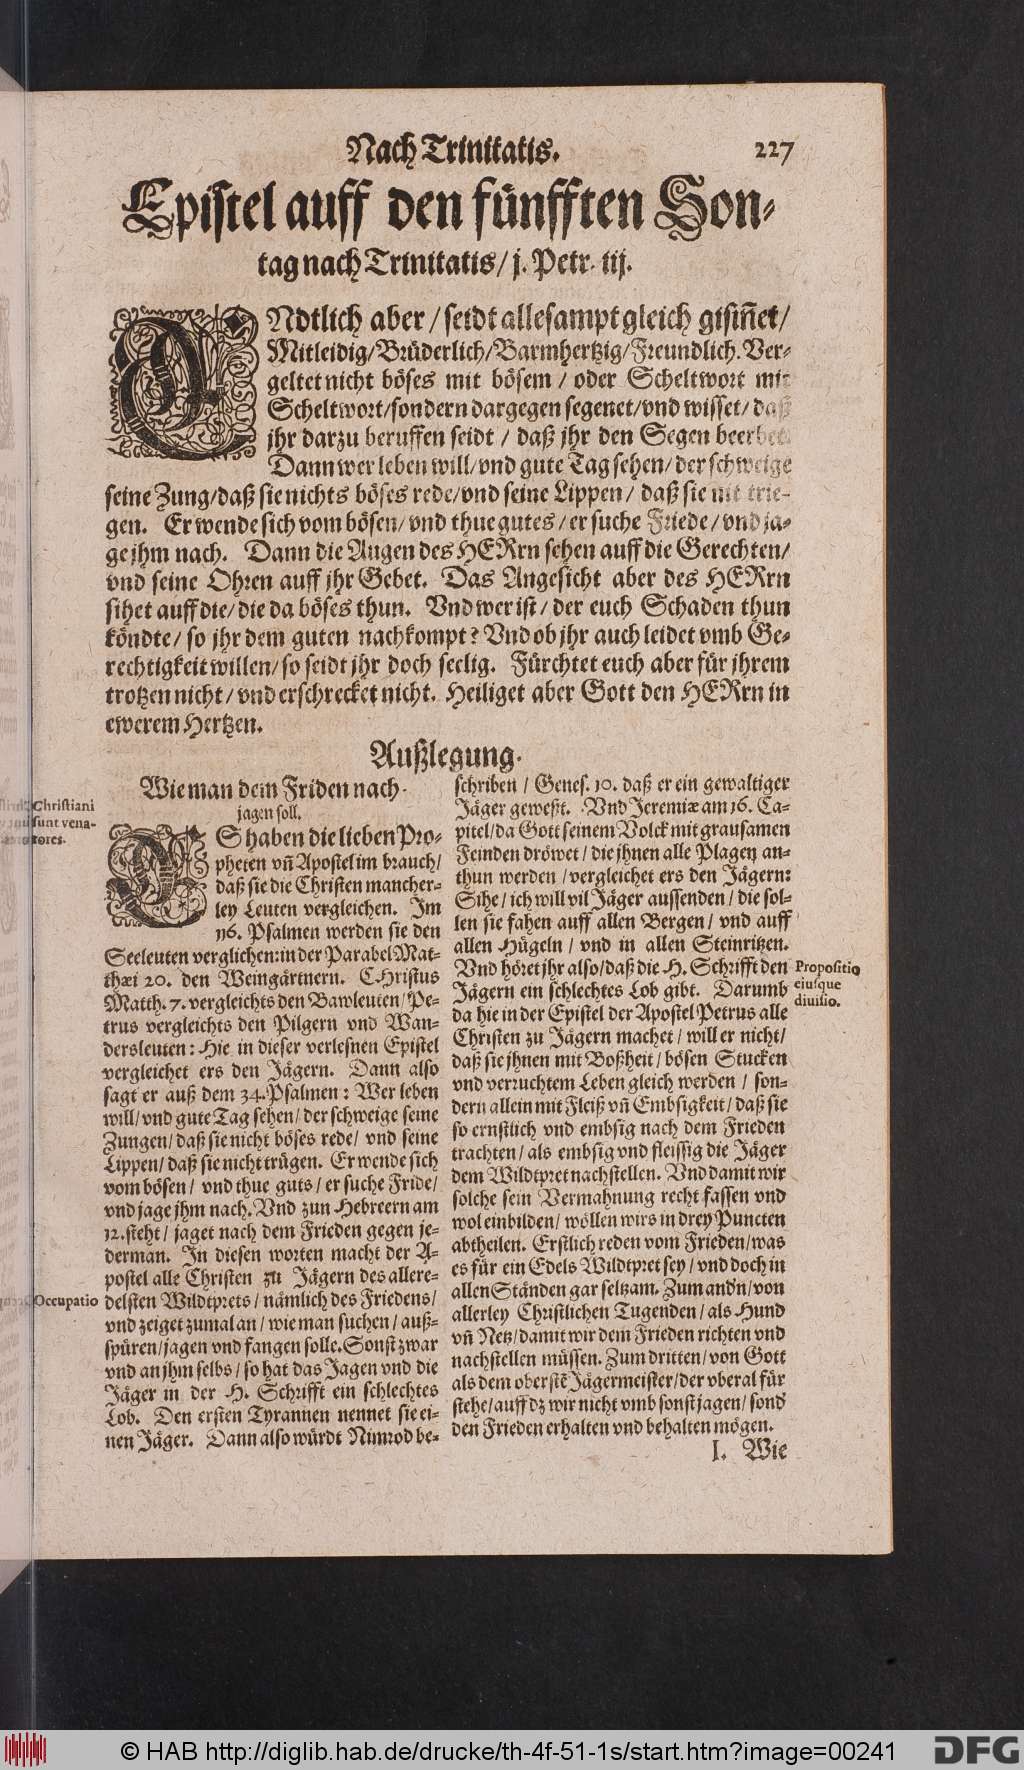 Nach Trinitatis. 227
Epistel auff den fünfften Son-
tag nach Trinitatis/ j. Petr. iij.
ENdtlich aber/ seidt allesampt gleich gisiñet/
Mitleidig/ Brüderlich/ Barmhertzig/ Freundlich. Ver-
geltet nicht böses mit bösem/ oder Scheltwort mit
Scheltwort/ sondern dargegen segenet/ vnd wisset/ daß
jhr darzu beruffen seidt/ daß jhr den Segen beerbet.
Dann wer leben will/ vnd gute Tag sehen/ der schweige
seine Zung/ daß sie nichts böses rede/ vnd seine Lippen/ daß sie nit trie-
gen. Er wende sich vom bösen/ vnd thue gutes/ er suche Friede/ vnd ja-
ge jhm nach. Dann die Augen des HERrn sehen auff die Gerechten/
vnd seine Ohren auff jhr Gebet. Das Angesicht aber des HERrn
sihet auff die/ die da böses thun. Vnd wer ist/ der euch Schaden thun
köndte/ so jhr dem guten nachkompt? Vnd ob jhr auch leidet vmb Ge-
rechtigkeit willen/ so seidt jhr doch seelig. Fürchtet euch aber für jhrem
trotzen nicht/ vnd erschrecket nicht. Heiliget aber Gott den HERrn in
ewerem Hertzen.
Außlegung.
Wie man dem Friden nach-
jagen soll.
Christiani
sunt vena-
tores.
ES haben die lieben Pro-
pheten vñ Apostel im brauch/
daß sie die Christen mancher-
ley Leuten vergleichen. Im
116. Psalmen werden sie den
Seeleuten verglichen: in der Parabel Mat-
thæi 20. den Weingärtnern. CHristus
Matth. 7. vergleichts den Bawleuten/ Pe-
trus vergleichts den Pilgern vnd Wan-
dersleuten: Hie in dieser verlesnen Epistel
vergleichet ers den Jägern. Dann also
sagt er auß dem 34. Psalmen: Wer leben
will/ vnd gute Tag sehen/ der schweige seine
Zungen/ daß sie nicht böses rede/ vnd seine
Lippen/ daß sie nicht trügen. Er wende sich
vom bösen/ vnd thue guts/ er suche Fride/
vnd jage jhm nach. Vnd zun Hebreern am
12. steht/ jaget nach dem Frieden gegen je-
derman. In diesen worten macht der A-
postel alle Christen zu Jägern des allere-
Occupatio
delsten Wildtprets/ nämlich des Friedens/
vnd zeiget zumal an/ wie man suchen/ auß-
spüren/ jagen vnd fangen solle. Sonst zwar
vnd an jhm selbs/ so hat das Jagen vnd die
Jäger in der H. Schrifft ein schlechtes
Lob. Den ersten Tyrannen nennet sie ei-
nen Jäger. Dann also würdt Nimrod be-
schriben/ Genes. 10. daß er ein gewaltiger
Jäger geweßt. Vnd Jeremiæ am 16. Ca-
pitel/ da Gott seinem Volck mit grausamen
Feinden dröwet/ die jhnen alle Plagen an-
thun werden/ vergleichet ers den Jägern:
Sihe/ ich will vil Jäger aussenden/ die sol-
len sie fahen auff allen Bergen/ vnd auff
allen Hügeln/ vnd in allen Steinritzen.
Vnd höret jhr also/ daß die H. Schrifft den
Jägern ein schlechtes Lob gibt. Darumb
Propositio
eiusque
diuisio.
da hie in der Epistel der Apostel Petrus alle
Christen zu Jägern machet/ will er nicht/
daß sie jhnen mit Boßheit/ bösen Stucken
vnd verruchtem Leben gleich werden/ son-
dern allein mit Fleiß vñ Embsigkeit/ daß sie
so ernstlich vnd embsig nach dem Frieden
trachten/ als embsig vnd fleissig die Jäger
dem Wildtpret nachstellen. Vnd damit wir
solche sein Vermahnung recht fassen vnd
wol einbilden/ wöllen wirs in drey Puncten
abtheilen. Erstlich reden vom Frieden/ was
es für ein Edels Wildtpret sey/ vnd doch in
allen Ständen gar seltzam. Zum andn/ von
allerley Christlichen Tugenden/ als Hund
vñ Netz/ damit wir dem Frieden richten vnd
nachstellen müssen. Zum dritten/ von Gott
als dem oberstẽ Jägermeister/ der vberal für
stehe/ auff dz wir nicht vmb sonst jagen/ sond
den Frieden erhalten vnd behalten mögen.
I. Wie
© HAB http://diglib.hab.de/drucke/th-4f-51-1s/start.htm?image=00241
DFG